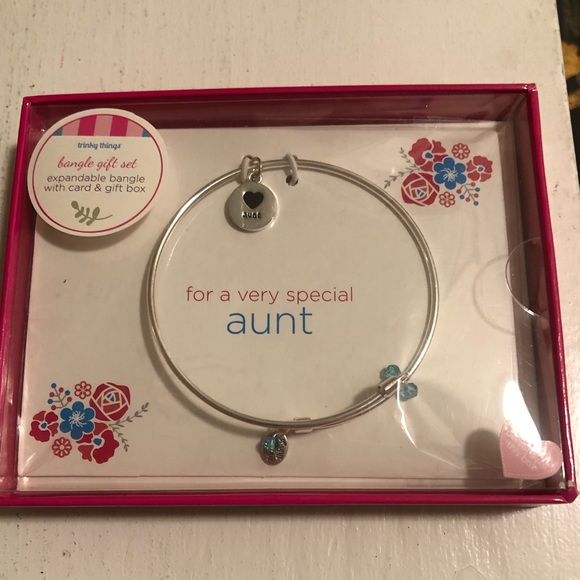 trinky things
bangle gift set
expandable bangle
with card & gift box
aunt
for a very special
aunt